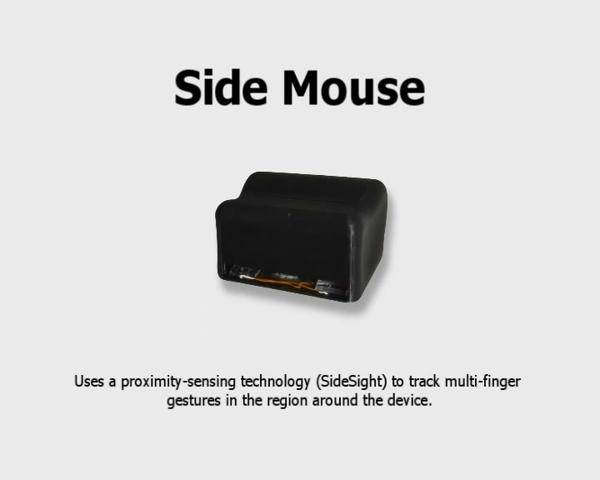 Side Mouse
Uses a proximity-sensing technology (SideSight) to track multi-finger
gestures in the region around the device.